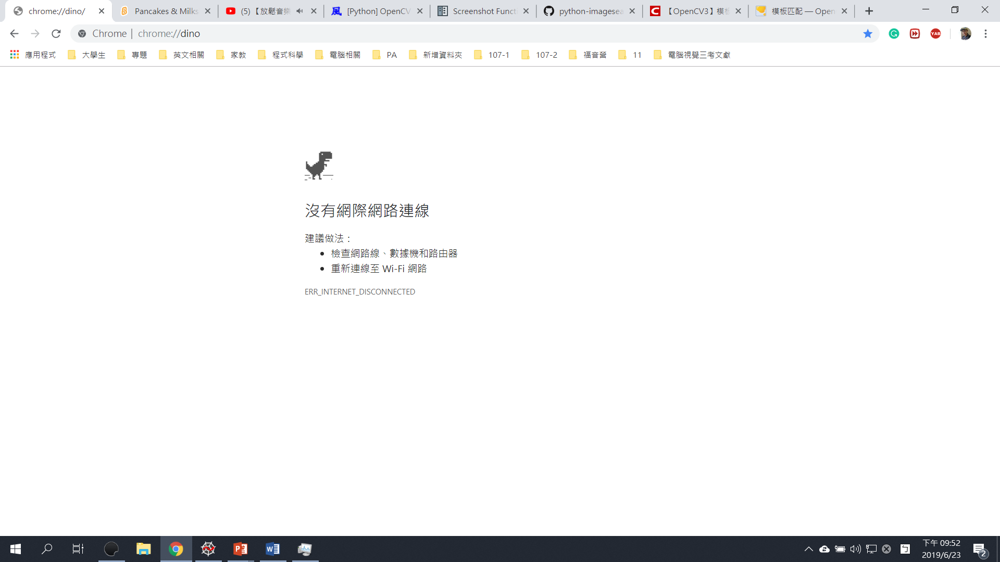 chrome://dino/
Pancakes & Milks
(5)【放鬆音樂
[Python] OpenCV
Screenshot Funct
python-imagesea
【OpenCV3】模板
模板匹配 — Open
Chrome | chrome://dino
應用程式
大學生
專題
英文相關
家教
程式科學
電腦相關
PA
新增資料夾
107-1
107-2
福音營
11
電腦視覺三考文獻
沒有網際網路連線
建議做法：
檢查網路線、數據機和路由器
重新連線至 Wi-Fi 網路
ERR_INTERNET_DISCONNECTED
下午 09:52
2019/6/23
2